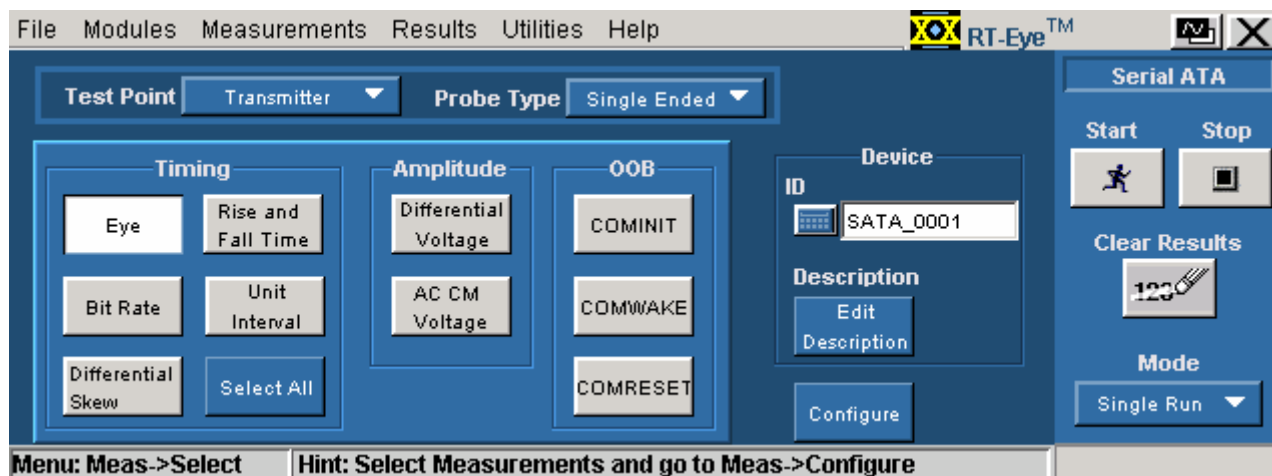 File Modules Measurements Results Utilities Help RT-Eye™
Test Point Transmitter Probe Type Single Ended
Serial ATA
Start Stop
Timing
Eye
Rise and
Fall Time
Bit Rate
Unit
Interval
Differential
Skew
Select All
Amplitude
Differential
Voltage
AC CM
Voltage
OOB
COMINIT
COMWAKE
COMRESET
Device
ID
SATA_0001
Description
Edit
Description
Configure
Clear Results
123
Mode
Single Run
Menu: Meas->Select Hint: Select Measurements and go to Meas->Configure